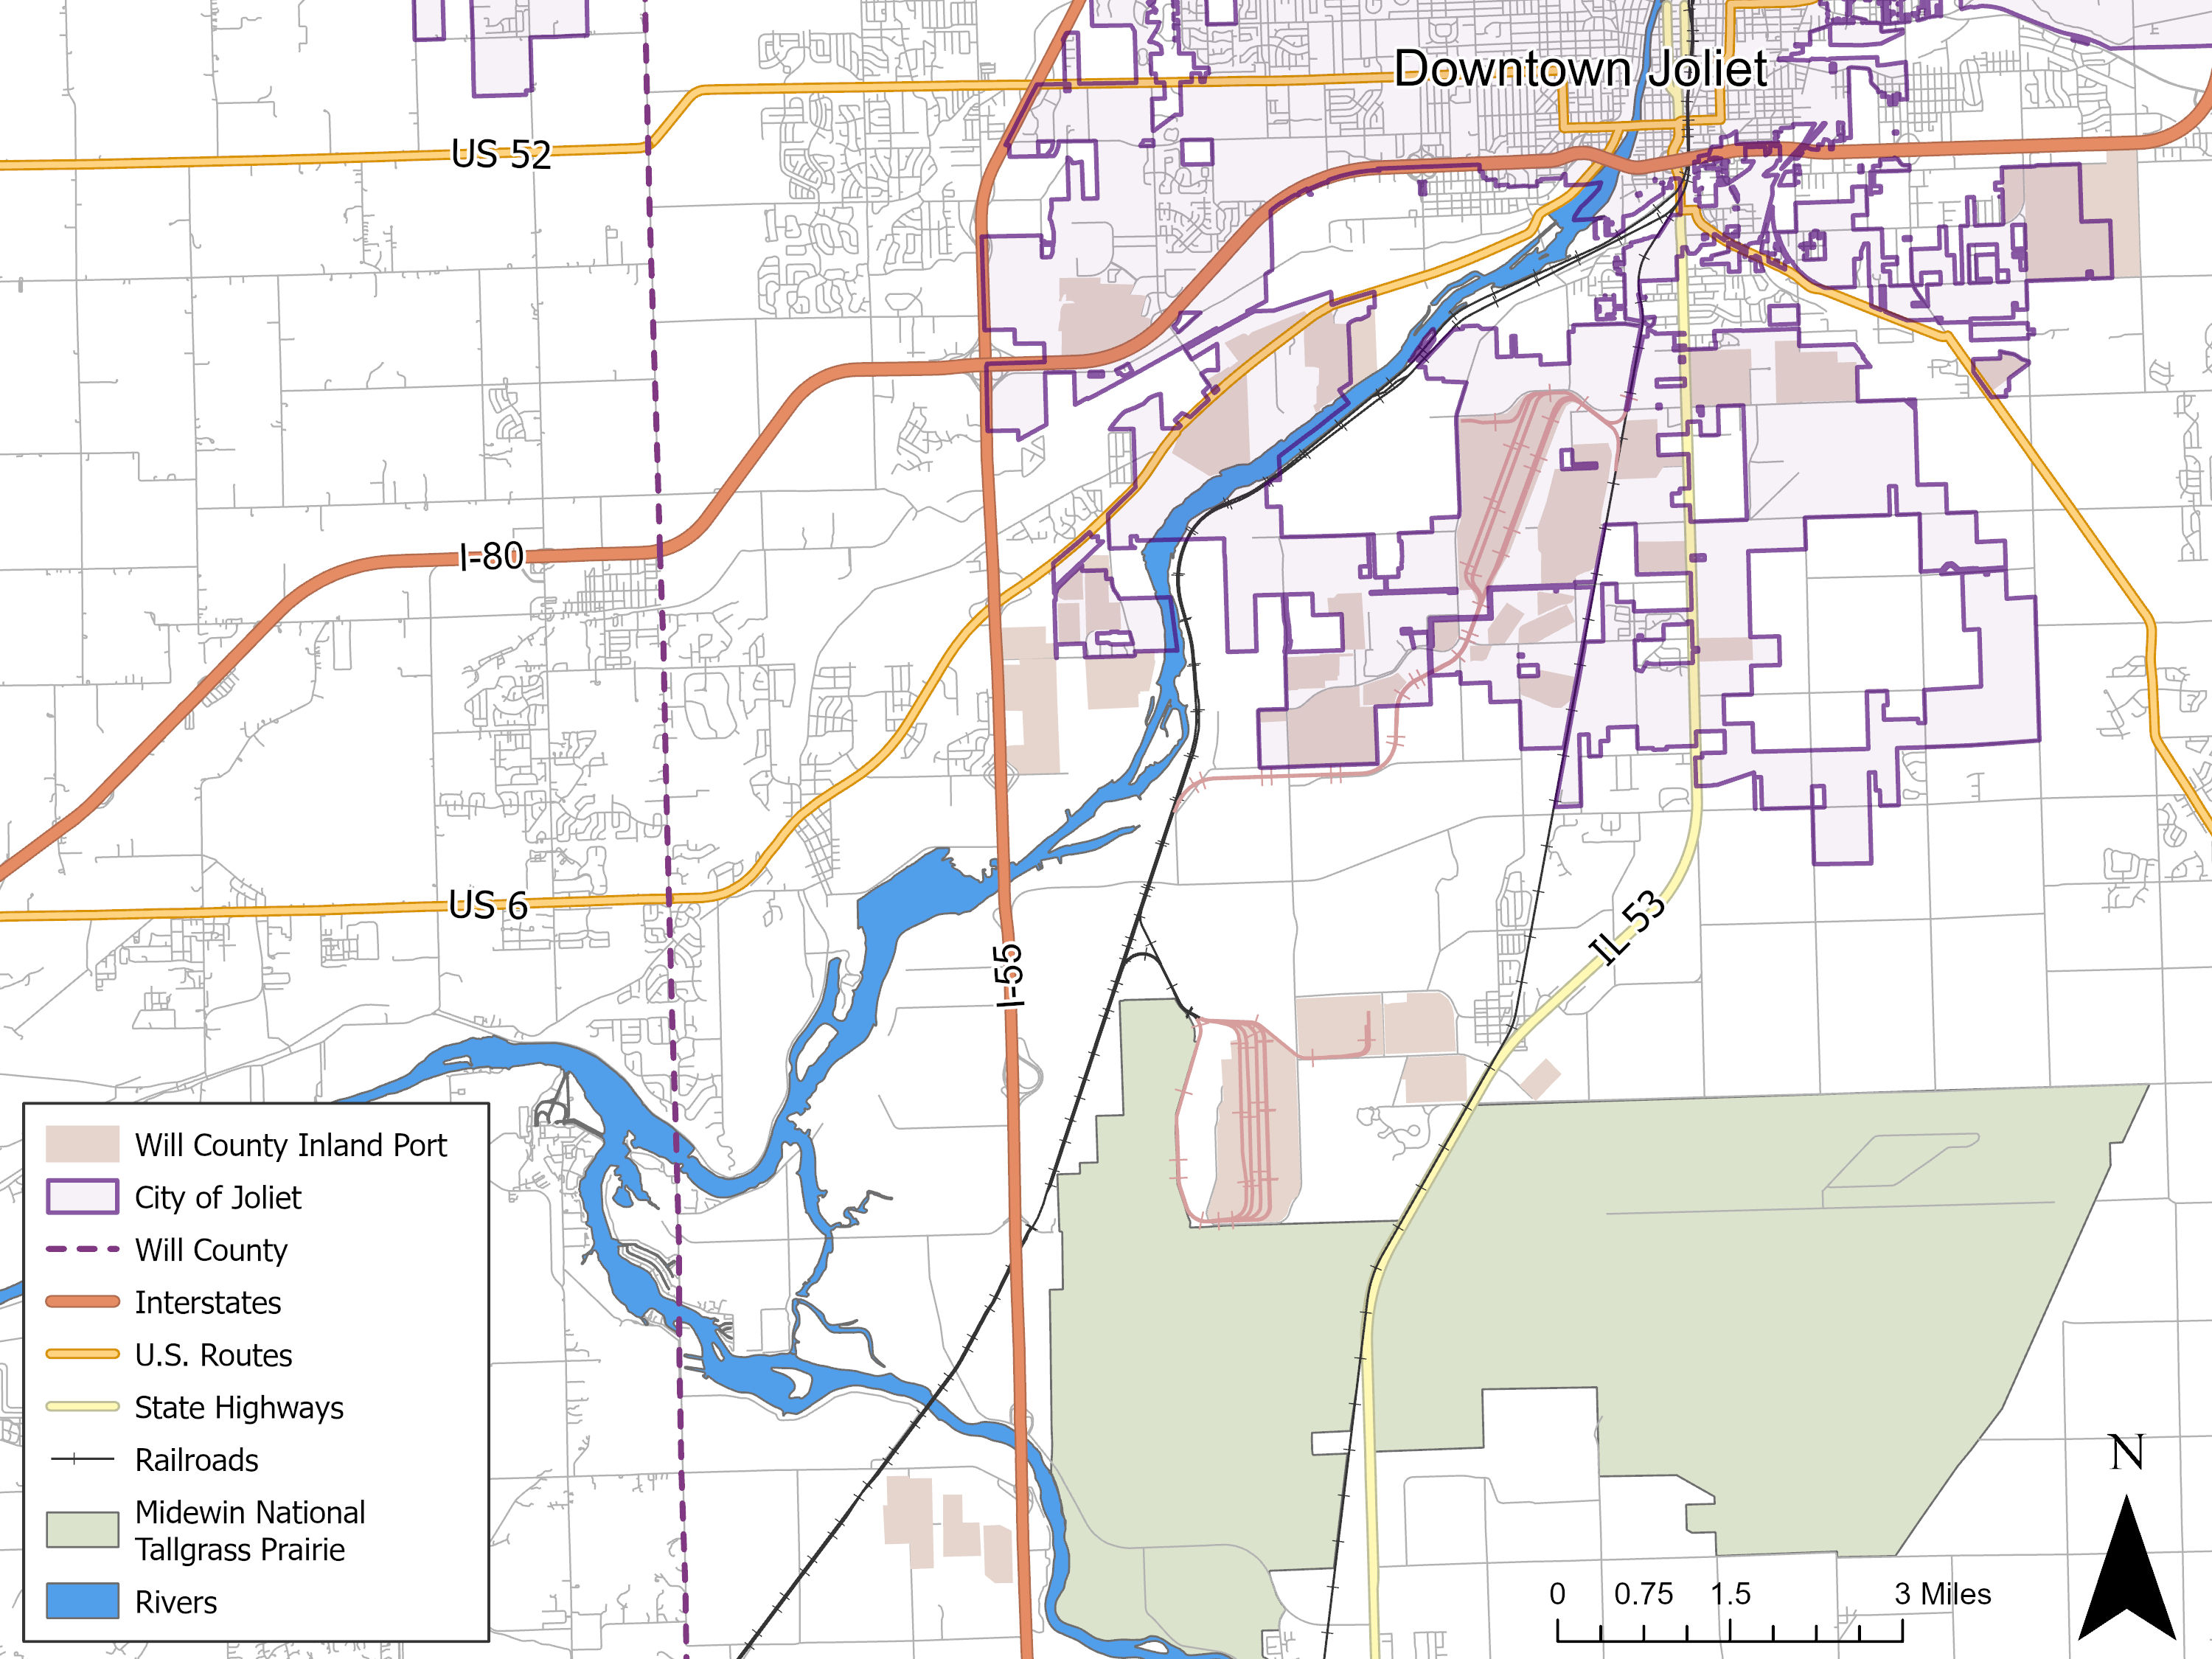 Downtown Joliet
US 52
I-80
US 6
I-55
IL 53
Will County Inland Port
City of Joliet
Will County
Interstates
U.S. Routes
State Highways
Railroads
Midewin National
Tallgrass Prairie
Rivers
N
0 0.75 1.5 3 Miles